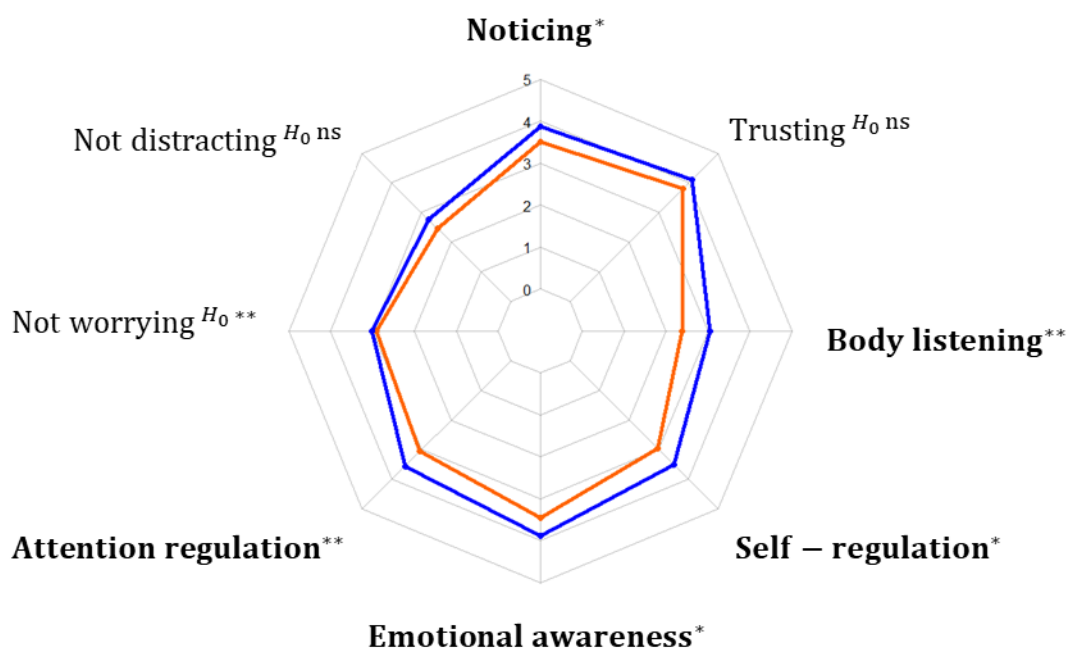 Noticing*
5
4
3
2
1
0
Trusting H₀ ns
Body listening**
Self − regulation*
Emotional awareness*
Attention regulation**
Not worrying H₀ **
Not distracting H₀ ns